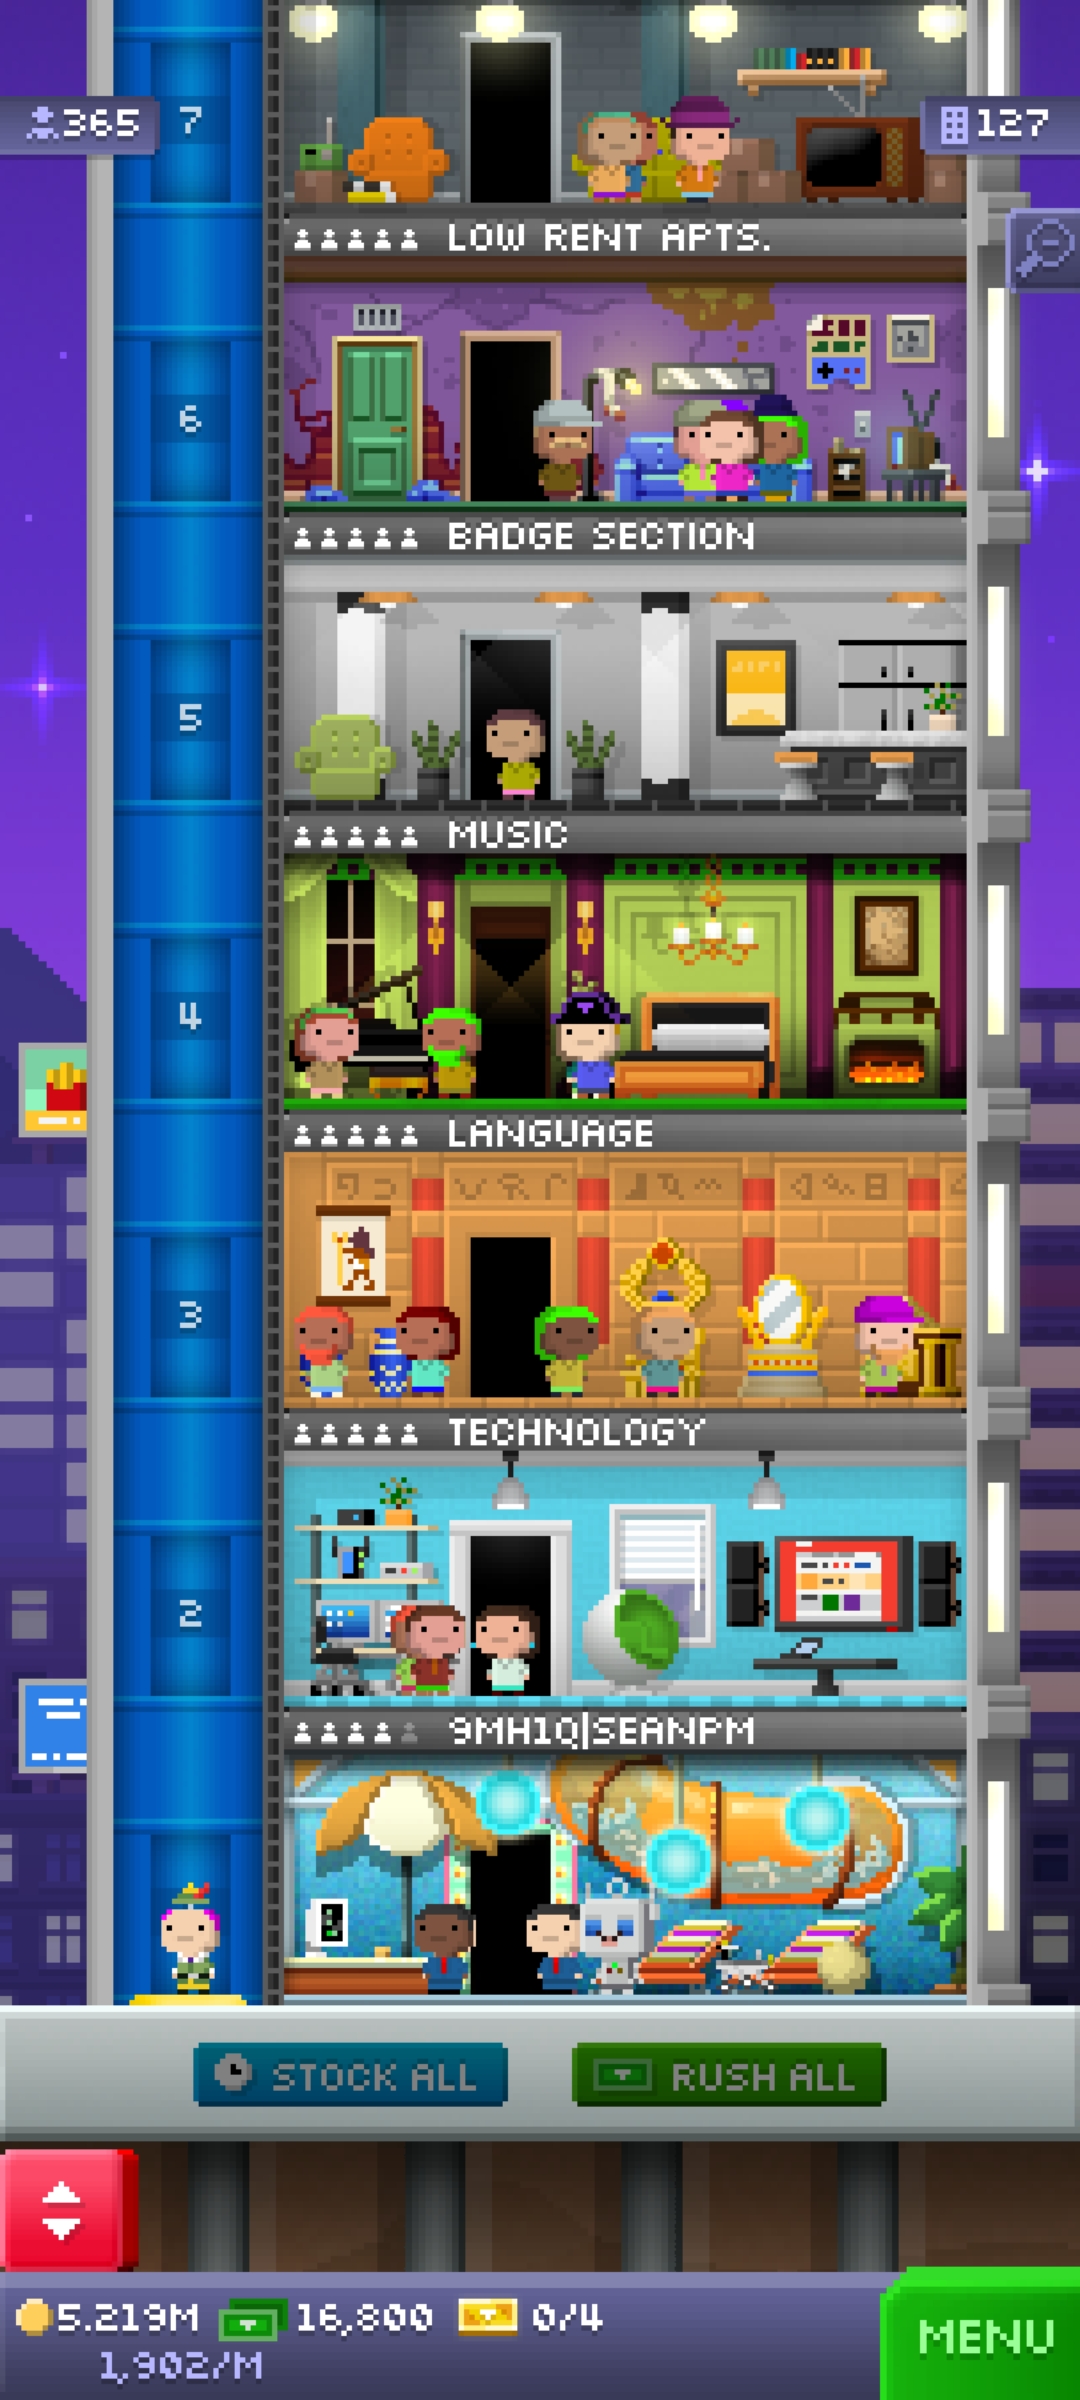 365
7
127
LOW RENT APTS.
6
BADGE SECTION
5
MUSIC
4
LANGUAGE
3
TECHNOLOGY
2
9MH1Q|SEANPM
STOCK ALL
RUSH ALL
5.219M
16,800
0/4
1,902/M
MENU